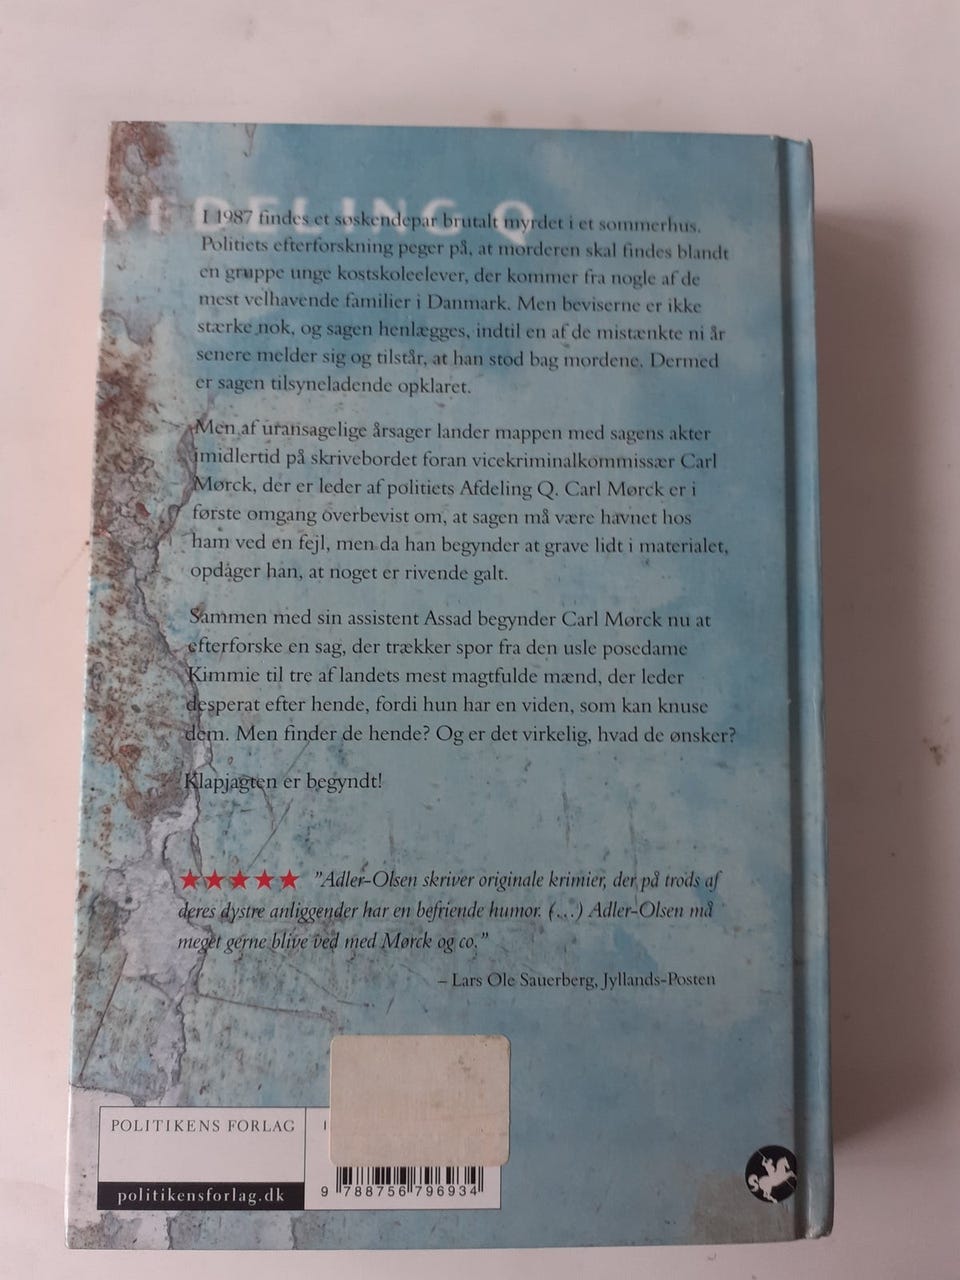 AFDELING Q
I 1987 findes et søskendepar brutalt myrdet i et sommerhus.
Politiets efterforskning peger på, at morderen skal findes blandt
en gruppe unge kostskoleelever, der kommer fra nogle af de
mest velhavende familier i Danmark. Men beviserne er ikke
stærke nok, og sagen henlægges, indtil en af de mistænkte ni år
senere melder sig og tilstår, at han stod bag mordene. Dermed
er sagen tilsyneladende opklaret.
Men af uransagelige årsager lander mappen med sagens akter
imidlertid på skrivebordet foran vicekriminalkommissær Carl
Mørck, der er leder af politiets Afdeling Q. Carl Mørck er i
første omgang overbevist om, at sagen må være havnet hos
ham ved en fejl, men da han begynder at grave lidt i materialet,
opdager han, at noget er rivende galt.
Sammen med sin assistent Assad begynder Carl Mørck nu at
efterforske en sag, der trækker spor fra den usle posedame
Kimmie til tre af landets mest magtfulde mænd, der leder
desperat efter hende, fordi hun har en viden, som kan knuse
dem. Men finder de hende? Og er det virkelig, hvad de ønsker?
Klapjagten er begyndt!
★★★★★ ”Adler-Olsen skriver originale krimier, der på trods af
deres dystre anliggender har en befriende humor. (…) Adler-Olsen må
meget gerne blive ved med Mørck og co.”
– Lars Ole Sauerberg, Jyllands-Posten
POLITIKENS FORLAG
politikensforlag.dk
9 788756 796934